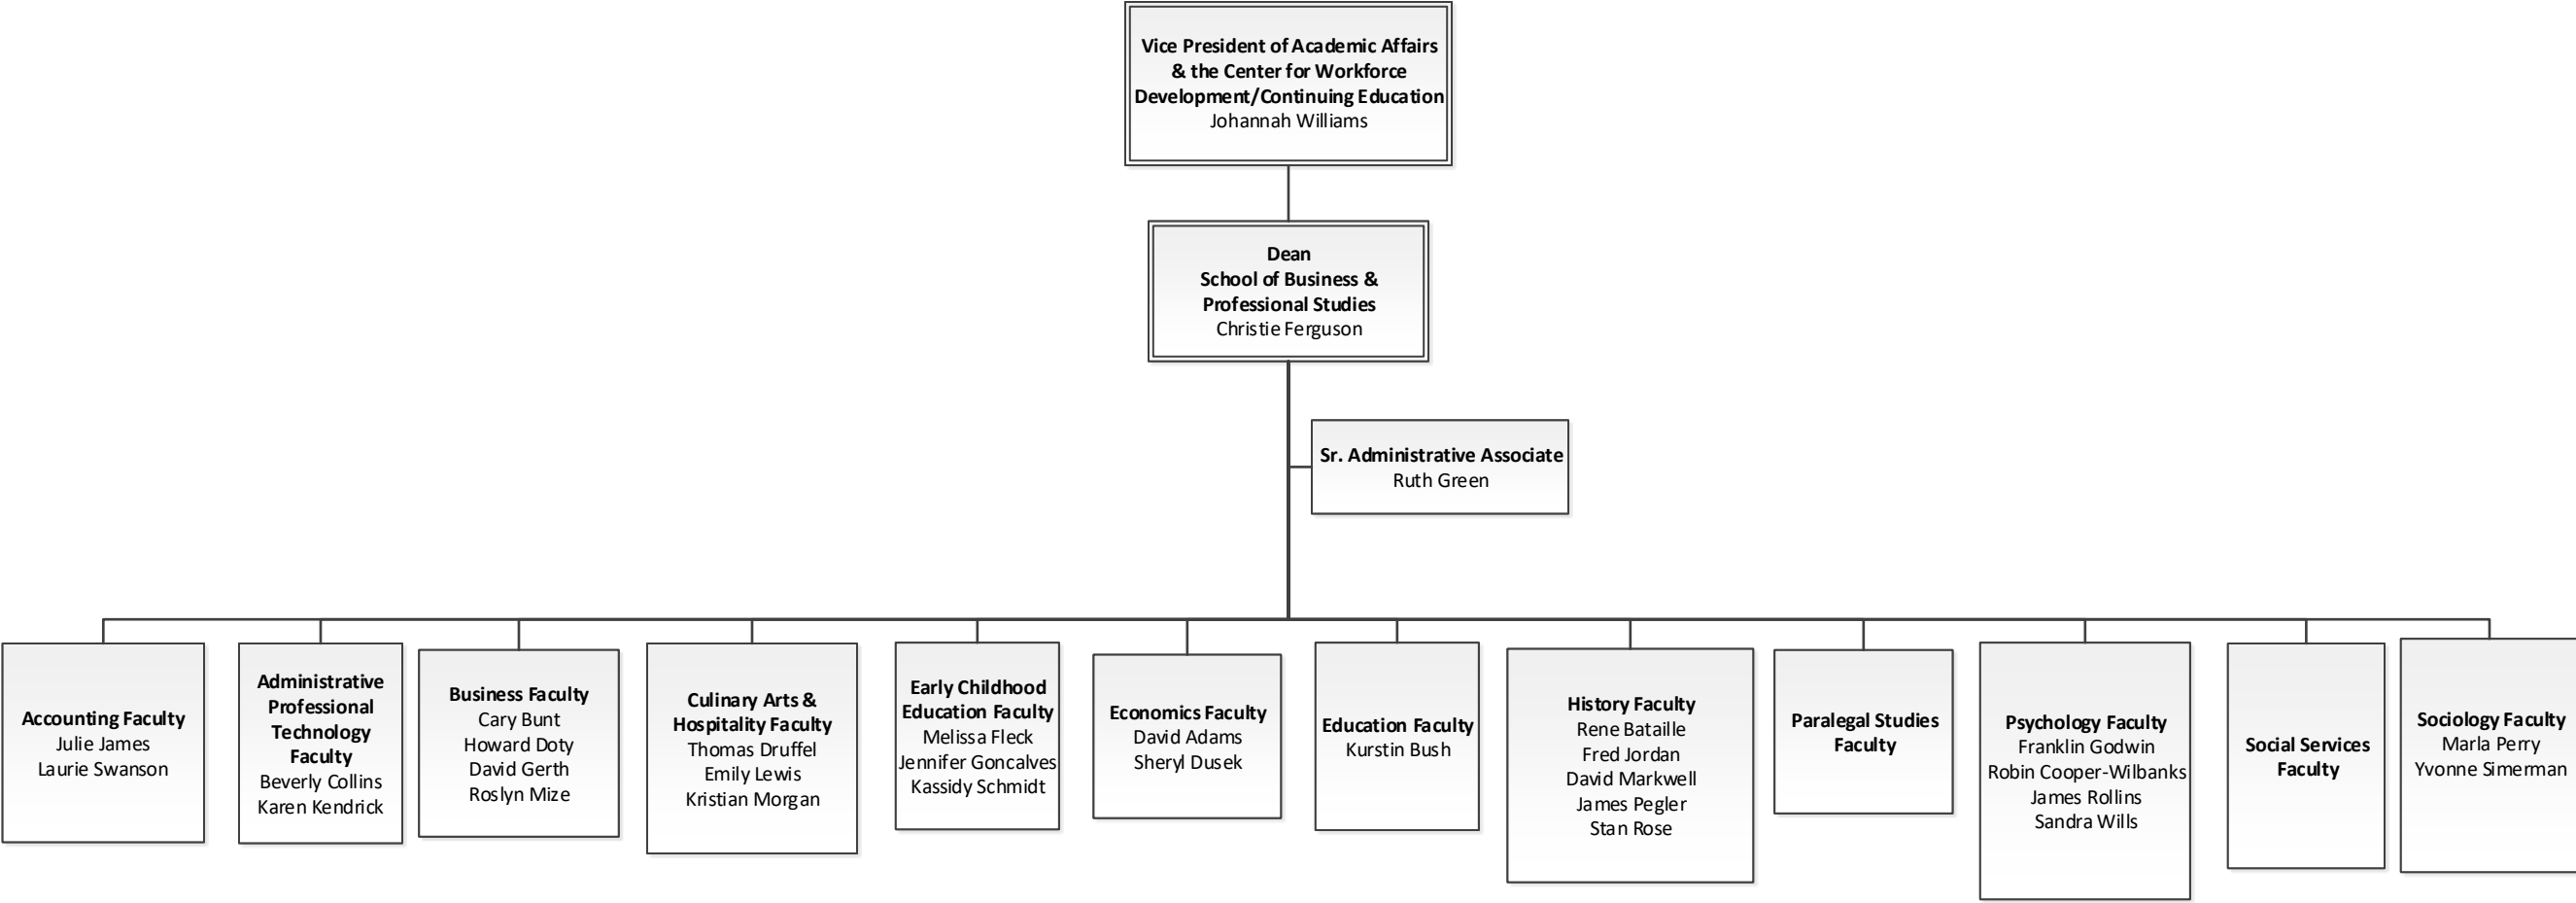 Vice President of Academic Affairs
& the Center for Workforce
Development/Continuing Education
Johannah Williams
Dean
School of Business &
Professional Studies
Christie Ferguson
Sr. Administrative Associate
Ruth Green
Accounting Faculty
Julie James
Laurie Swanson
Administrative
Professional
Technology
Faculty
Beverly Collins
Karen Kendrick
Business Faculty
Cary Bunt
Howard Doty
David Gerth
Roslyn Mize
Culinary Arts &
Hospitality Faculty
Thomas Druffel
Emily Lewis
Kristian Morgan
Early Childhood
Education Faculty
Melissa Fleck
Jennifer Goncalves
Kassidy Schmidt
Economics Faculty
David Adams
Sheryl Dusek
Education Faculty
Kurstin Bush
History Faculty
Rene Bataille
Fred Jordan
David Markwell
James Pegler
Stan Rose
Paralegal Studies
Faculty
Psychology Faculty
Franklin Godwin
Robin Cooper-Wilbanks
James Rollins
Sandra Wills
Social Services
Faculty
Sociology Faculty
Marla Perry
Yvonne Simerman